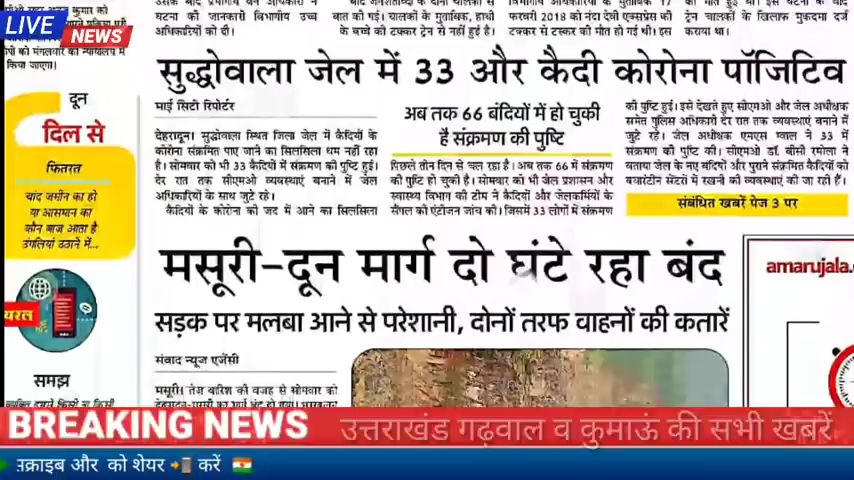 LIVE
NEWS
सुद्धोवाला जेल में 33 और कैदी कोरोना पॉजिटिव
माई सिटी रिपोर्टर
देहरादून। सुद्धोवाला स्थित जिला जेल में कैदियों के
कोरोना संक्रमित पाए जाने का सिलसिला थम नहीं रहा
है। सोमवार को भी 33 कैदियों में संक्रमण की पुष्टि हुई।
देर रात तक सीएमओ व्यवस्थाएं बनाने में जेल
अधिकारियों के साथ जुटे रहे।
कैदियों के कोरोना की जद में आने का सिलसिला
अब तक 66 बंदियों में हो चुकी
है संक्रमण की पुष्टि
पिछले तीन दिन से चल रहा है। अब तक 66 में संक्रमण
की पुष्टि हो चुकी है। सोमवार को भी जेल प्रशासन और
स्वास्थ्य विभाग की टीम ने कैदियों और जेलकर्मियों के
सैंपल की एंटीजन जांच की। जिसमें 33 लोगों में संक्रमण
की पुष्टि हुई। इसे देखते हुए सीएमओ और जेल अधीक्षक
समेत पुलिस अधिकारी देर रात तक व्यवस्थाएं बनाने में
जुटे रहे। जेल अधीक्षक एमएस ग्वाल ने 33 में
संक्रमण की पुष्टि की। सीएमओ डॉ. बीसी रमोला ने
बताया जेल के नए बंदियों और पुराने संक्रमित कैदियों को
क्वारंटीन सेंटरों में रखने की व्यवस्थाएं की जा रही हैं।
संबंधित खबरें पेज 3 पर
दून
दिल से
फितरत
चांद जमीन का हो
या आसमान का
कौन बाज आता है
उंगलियां उठाने में...
समझ
मसूरी-दून मार्ग दो घंटे रहा बंद
सड़क पर मलबा आने से परेशानी, दोनों तरफ वाहनों की कतारें
संवाद न्यूज एजेंसी
मसूरी। तेज बारिश की वजह से सोमवार को
amarujala.
BREAKING NEWS
उत्तराखंड गढ़वाल व कुमाऊं की सभी खबरें
और को शेयर 📲 करें 🇮🇳